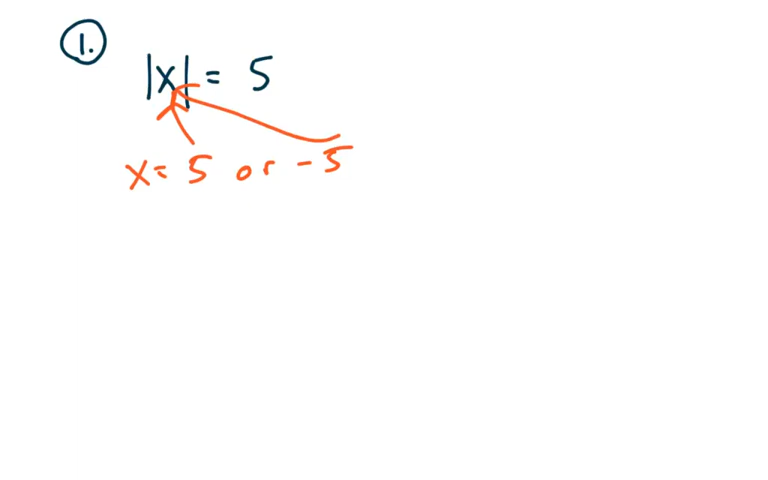 1.
|x| = 5
x = 5 or -5